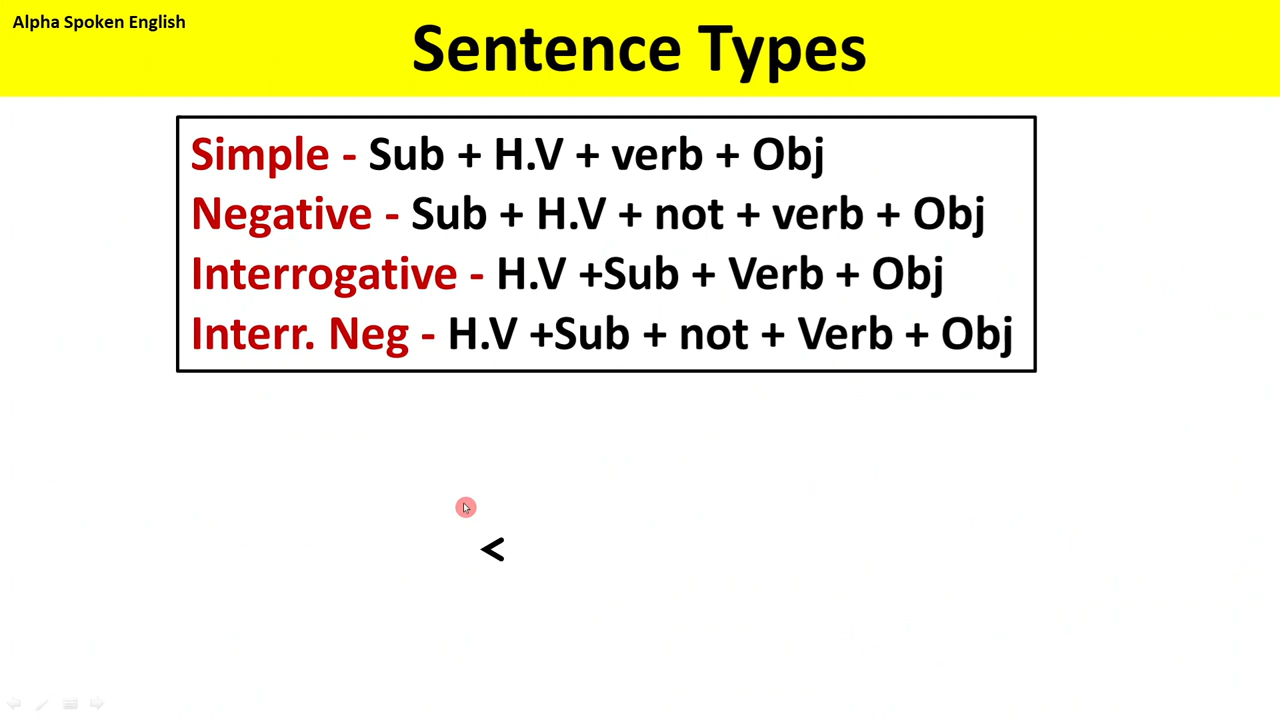 Alpha Spoken English
Sentence Types
Simple - Sub + H.V + verb + Obj
Negative - Sub + H.V + not + verb + Obj
Interrogative - H.V +Sub + Verb + Obj
Interr. Neg - H.V +Sub + not + Verb + Obj
<